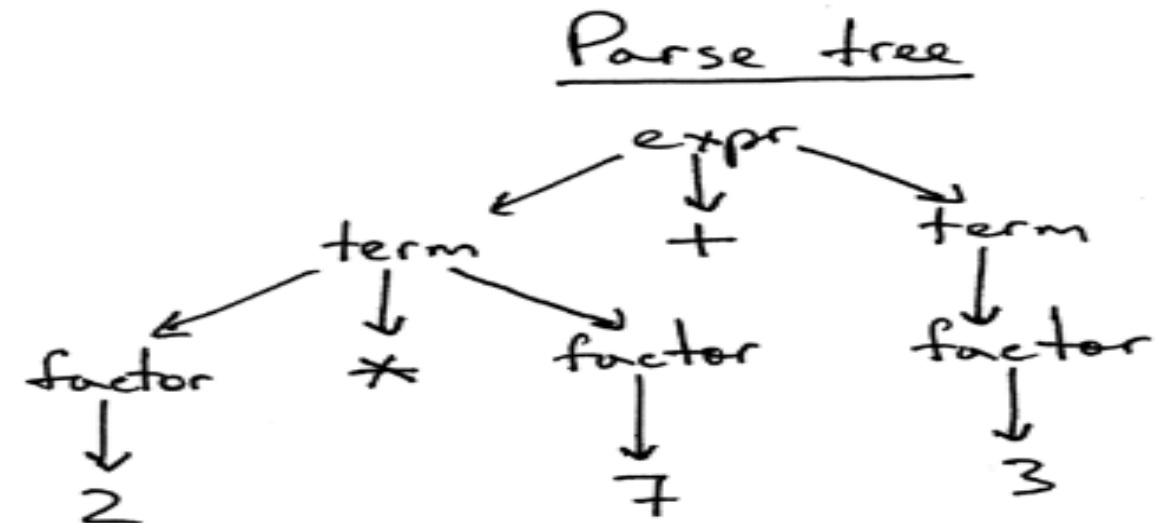 Parse tree
expr
term + term
factor * factor factor
2 7 3